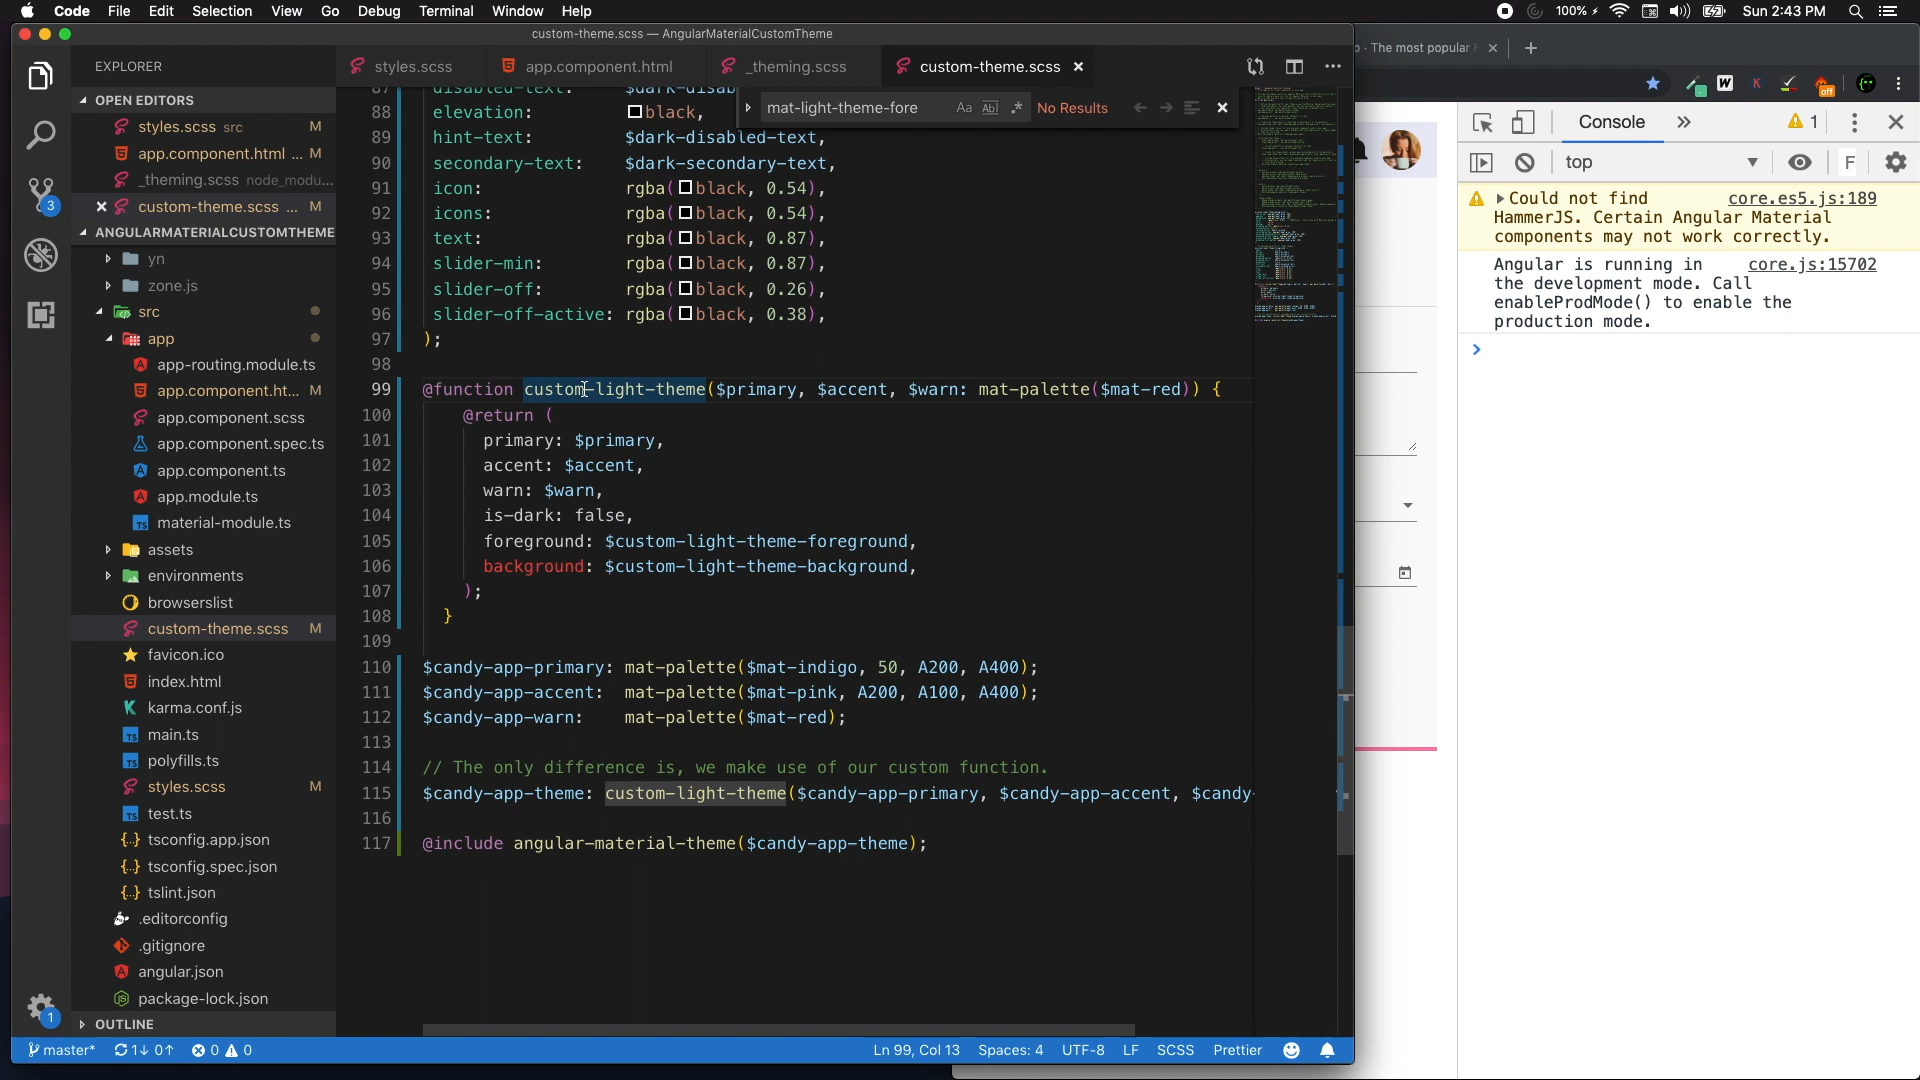 Code File Edit Selection View Go Debug Terminal Window Help
100% Sun 2:43 PM
custom-theme.scss — AngularMaterialCustomTheme
The most popular
EXPLORER
styles.scss
app.component.html
_theming.scss
custom-theme.scss
OPEN EDITORS
styles.scss src M
app.component.html ... M
_theming.scss node_modu...
custom-theme.scss ... M
ANGULARMATERIALCUSTOMTHEME
yn
zone.js
src
app
app-routing.module.ts
app.component.ht... M
app.component.scss
app.component.spec.ts
app.component.ts
app.module.ts
material-module.ts
assets
environments
browserslist
custom-theme.scss M
favicon.ico
index.html
karma.conf.js
main.ts
polyfills.ts
styles.scss M
test.ts
tsconfig.app.json
tsconfig.spec.json
tslint.json
.editorconfig
.gitignore
angular.json
package-lock.json
OUTLINE
3
1
mat-light-theme-fore Aa Abl .* No Results
87 disabled-text: $dark-disab
88 elevation: black,
89 hint-text: $dark-disabled-text,
90 secondary-text: $dark-secondary-text,
91 icon: rgba(black, 0.54),
92 icons: rgba(black, 0.54),
93 text: rgba(black, 0.87),
94 slider-min: rgba(black, 0.87),
95 slider-off: rgba(black, 0.26),
96 slider-off-active: rgba(black, 0.38),
97 );
98
99 @function custom-light-theme($primary, $accent, $warn: mat-palette($mat-red)) {
100 @return (
101 primary: $primary,
102 accent: $accent,
103 warn: $warn,
104 is-dark: false,
105 foreground: $custom-light-theme-foreground,
106 background: $custom-light-theme-background,
107 );
108 }
109
110 $candy-app-primary: mat-palette($mat-indigo, 50, A200, A400);
111 $candy-app-accent: mat-palette($mat-pink, A200, A100, A400);
112 $candy-app-warn: mat-palette($mat-red);
113
114 // The only difference is, we make use of our custom function.
115 $candy-app-theme: custom-light-theme($candy-app-primary, $candy-app-accent, $candy-
116
117 @include angular-material-theme($candy-app-theme);
master* 1↓ 0↑ 0 0
Ln 99, Col 13 Spaces: 4 UTF-8 LF SCSS Prettier
W K off
Console » 1
top F
Could not find core.es5.js:189
HammerJS. Certain Angular Material
components may not work correctly.
Angular is running in core.js:15702
the development mode. Call
enableProdMode() to enable the
production mode.